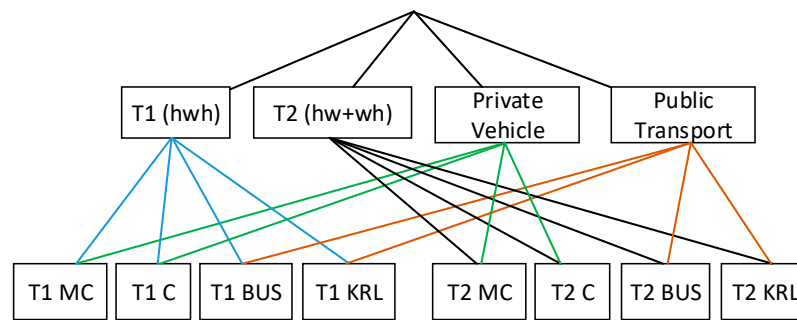 T1 (hwh)
T2 (hw+wh)
Private
Vehicle
Public
Transport
T1 MC
T1 C
T1 BUS
T1 KRL
T2 MC
T2 C
T2 BUS
T2 KRL